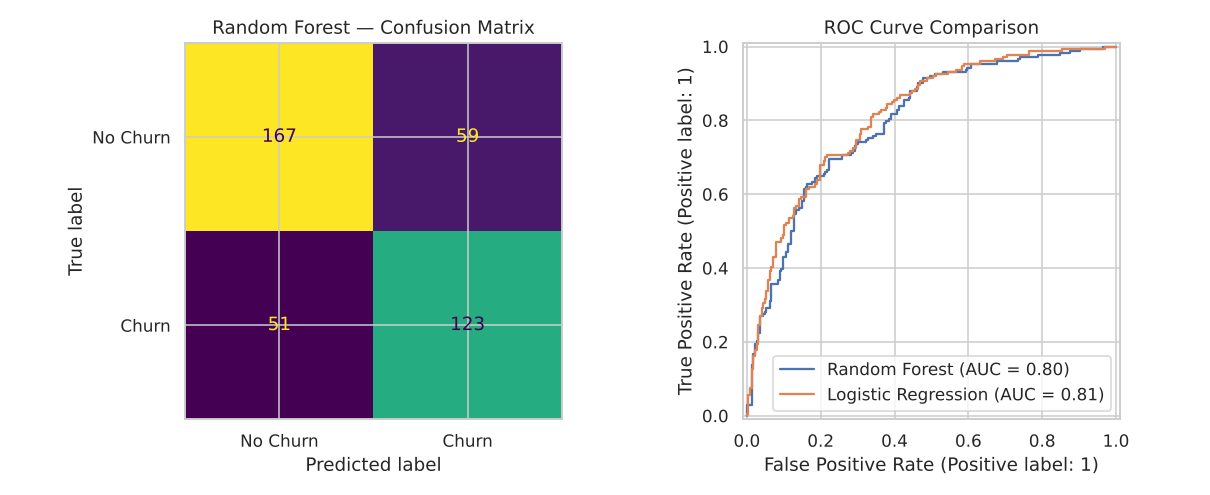 Random Forest — Confusion Matrix
True label
No Churn
167
59
Churn
51
123
No Churn
Churn
Predicted label
ROC Curve Comparison
True Positive Rate (Positive label: 1)
1.0
0.8
0.6
0.4
0.2
0.0
Random Forest (AUC = 0.80)
Logistic Regression (AUC = 0.81)
0.0
0.2
0.4
0.6
0.8
1.0
False Positive Rate (Positive label: 1)